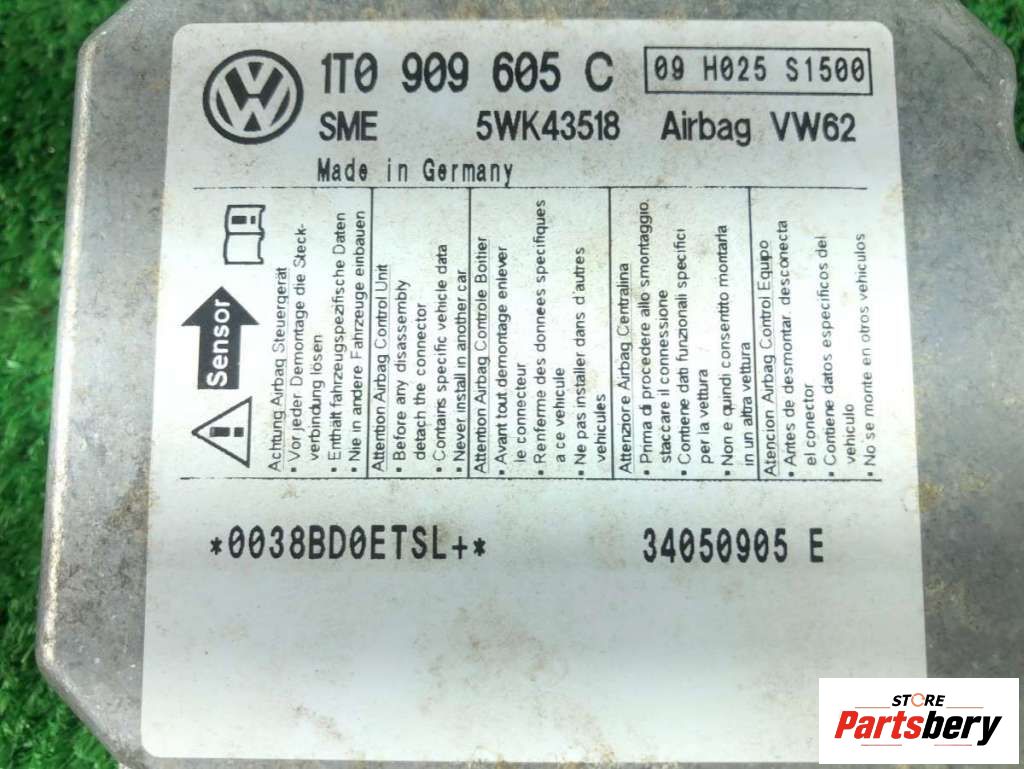 1T0 909 605 C
09 H025 S1500
SME 5WK43518 Airbag VW62
Made in Germany
Sensor
Achtung Airbag Steuergerät
• Vor jeder Demontage die Steck-
verbindung lösen
• Enthält fahrzeugspezifische Daten
• Nie in andere Fahrzeuge einbauen
Attention Airbag Control Unit
• Before any disassembly
detach the connector
• Contains specific vehicle data
• Never install in another car
Attention Airbag Controle Boitier
• Avant tout demontage enlever
le connecteur
• Renferme des donnees specifiques
a ce vehicule
• Ne pas installer dans d'autres
vehicules
Attenziore Airbag Centralina
• Prima di procedere allo smontaggio.
staccare il connessione
• Contiene dati funzionali specifici
per la vettura
• Non e quindi consentito montarla
in un altra vettura
Atencion Airbag Control Equipo
• Antes de desmontar. desconecta
el conector
• Contiene datos especificos del
vehiculo
• No se monte en otros vehiculos
*0038BD0ETSL+*
34050905 E
STORE
Partsbery